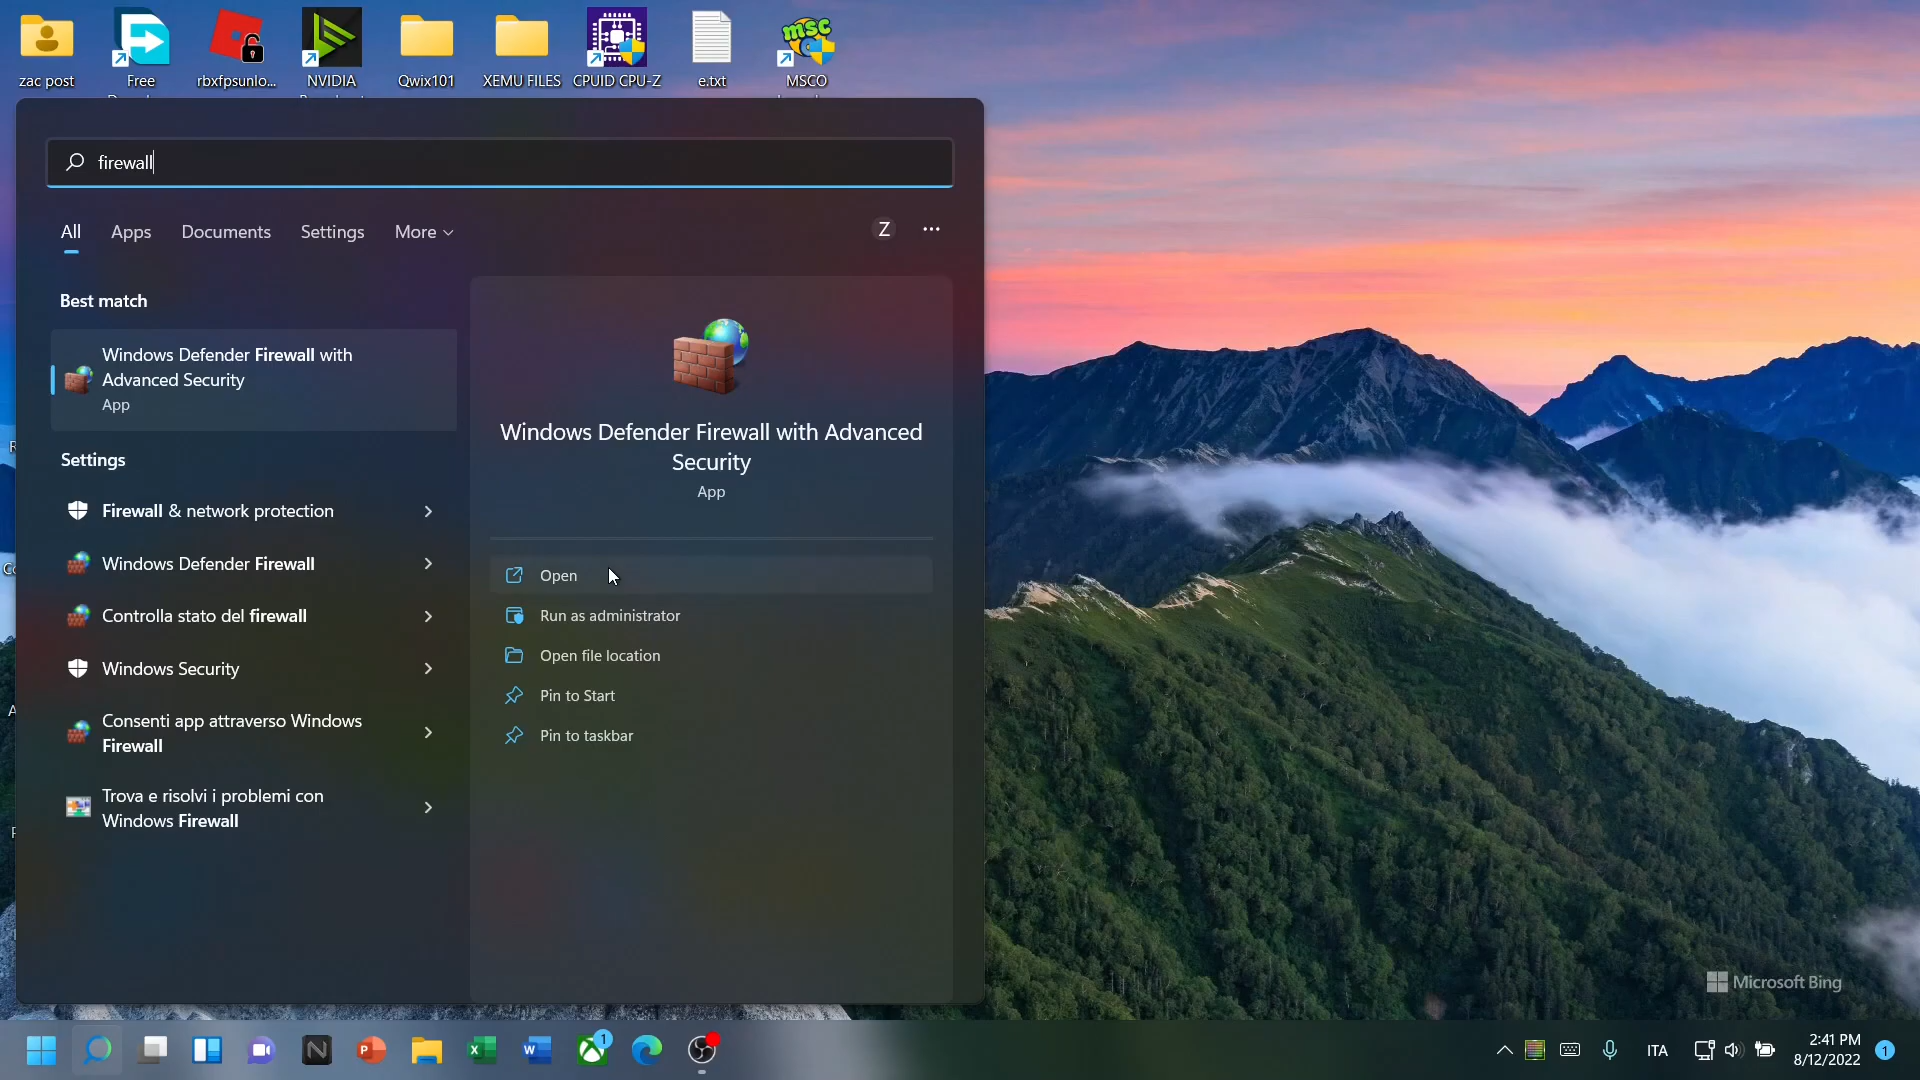 zac post
Free
rbxfpsunlo...
NVIDIA
Qwix101
XEMU FILES
CPUID CPU-Z
e.txt
MSCO
firewall
All
Apps
Documents
Settings
More
Z
Best match
Windows Defender Firewall with
Advanced Security
App
Settings
Firewall & network protection
Windows Defender Firewall
Controlla stato del firewall
Windows Security
Consenti app attraverso Windows
Firewall
Trova e risolvi i problemi con
Windows Firewall
Windows Defender Firewall with Advanced
Security
App
Open
Run as administrator
Open file location
Pin to Start
Pin to taskbar
Microsoft Bing
1
ITA
2:41 PM
8/12/2022
1